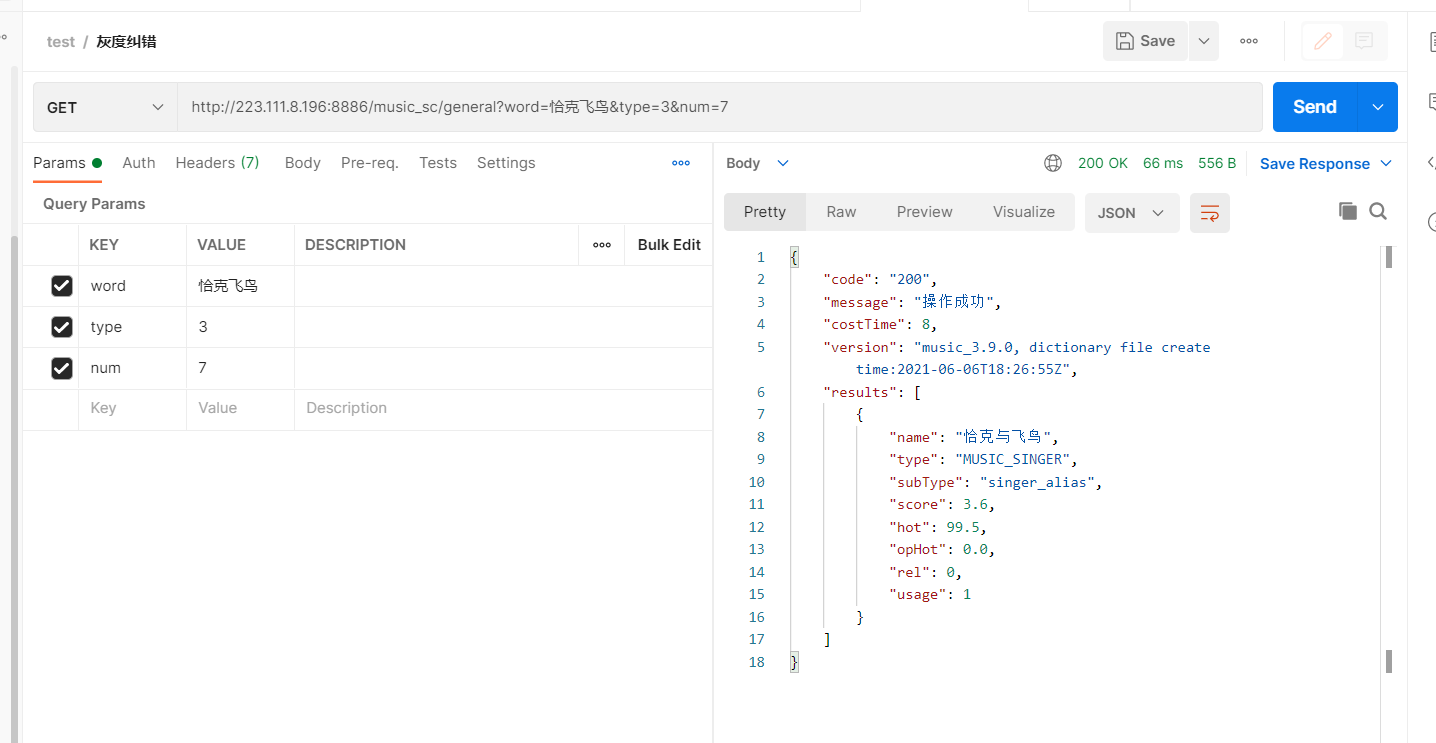 test / 灰度纠错
Save
GET
http://223.111.8.196:8886/music_sc/general?word=恰克飞鸟&type=3&num=7
Send
Params Auth Headers (7) Body Pre-req. Tests Settings
Body
200 OK 66 ms 556 B Save Response
Query Params
Pretty Raw Preview Visualize JSON
KEY VALUE DESCRIPTION Bulk Edit
word 恰克飞鸟
type 3
num 7
Key Value Description
1 {
2 "code": "200",
3 "message": "操作成功",
4 "costTime": 8,
5 "version": "music_3.9.0, dictionary file create
time:2021-06-06T18:26:55Z",
6 "results": [
7 {
8 "name": "恰克与飞鸟",
9 "type": "MUSIC_SINGER",
10 "subType": "singer_alias",
11 "score": 3.6,
12 "hot": 99.5,
13 "opHot": 0.0,
14 "rel": 0,
15 "usage": 1
16 }
17 ]
18 }